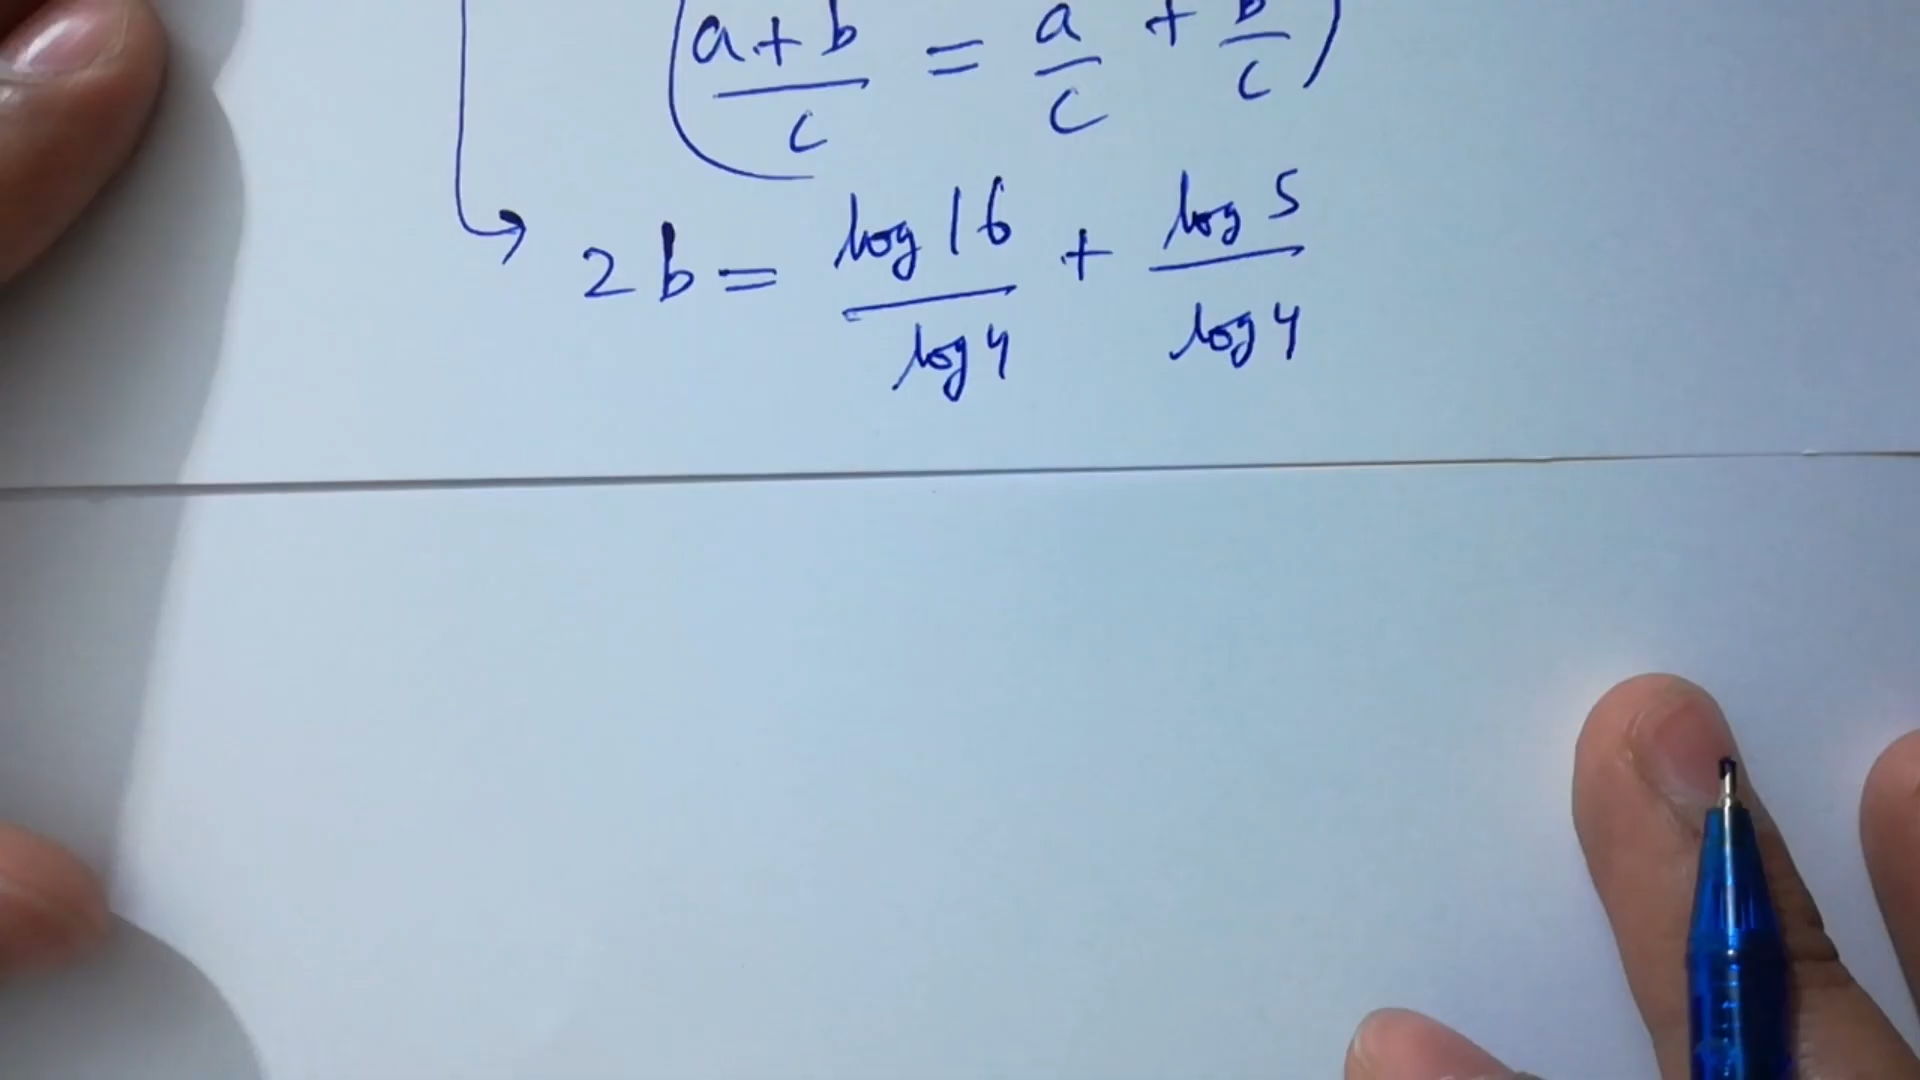 (a+b/c = a/c + b/c)
2b = log 16/log 4 + log 5/log 4